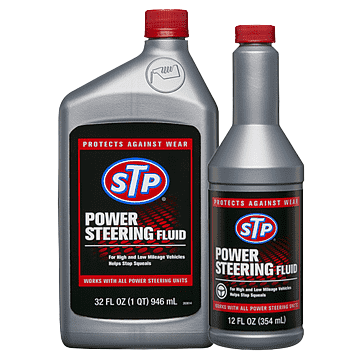 PROTECTS AGAINST WEAR
STP
POWER
STEERING FLUID
For High and Low Mileage Vehicles
Helps Stop Squeals
WORKS WITH ALL POWER STEERING UNITS
32 FL OZ (1 QT) 946 mL
PROTECTS AGAINST WEAR
STP
POWER
STEERING FLUID
For High and Low Mileage Vehicles
Helps Stop Squeals
WORKS WITH ALL POWER STEERING UNITS
12 FL OZ (354 mL)